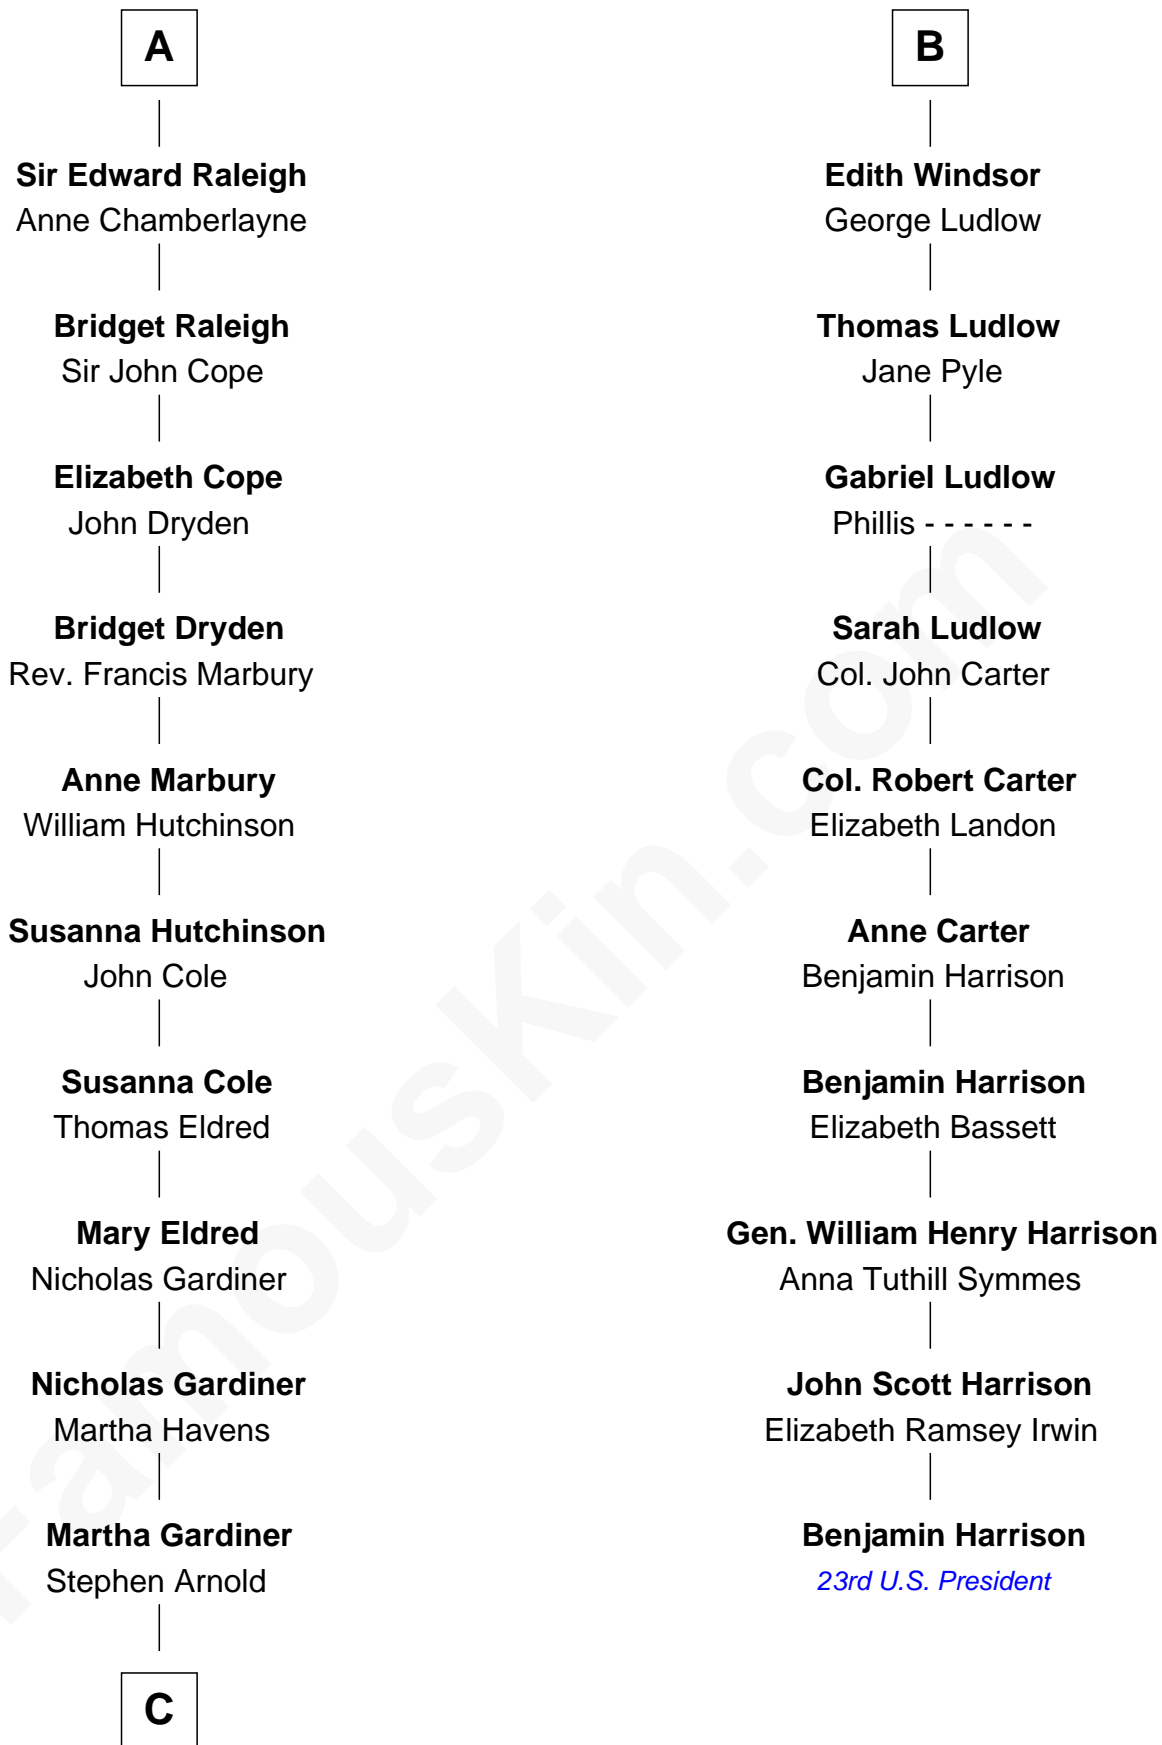 A
Sir Edward Raleigh
Anne Chamberlayne
Bridget Raleigh
Sir John Cope
Elizabeth Cope
John Dryden
Bridget Dryden
Rev. Francis Marbury
Anne Marbury
William Hutchinson
Susanna Hutchinson
John Cole
Susanna Cole
Thomas Eldred
Mary Eldred
Nicholas Gardiner
Nicholas Gardiner
Martha Havens
Martha Gardiner
Stephen Arnold
C
B
Edith Windsor
George Ludlow
Thomas Ludlow
Jane Pyle
Gabriel Ludlow
Phillis - - - - - -
Sarah Ludlow
Col. John Carter
Col. Robert Carter
Elizabeth Landon
Anne Carter
Benjamin Harrison
Benjamin Harrison
Elizabeth Bassett
Gen. William Henry Harrison
Anna Tuthill Symmes
John Scott Harrison
Elizabeth Ramsey Irwin
Benjamin Harrison
23rd U.S. President
FamousKin.com